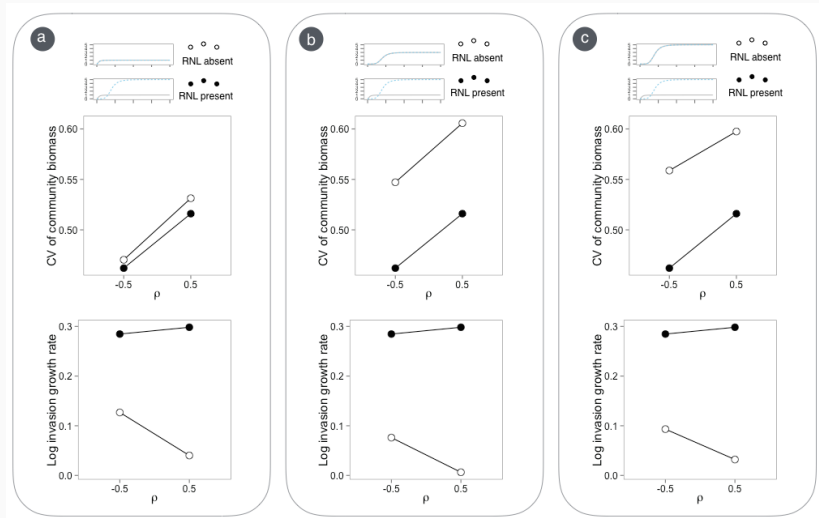 a
RNL absent
RNL present
CV of community biomass
0.60
0.55
0.50
-0.5
0.5
ρ
Log invasion growth rate
0.3
0.2
0.1
0.0
-0.5
0.5
ρ
b
RNL absent
RNL present
CV of community biomass
0.60
0.55
0.50
-0.5
0.5
ρ
Log invasion growth rate
0.3
0.2
0.1
0.0
-0.5
0.5
ρ
c
RNL absent
RNL present
CV of community biomass
0.60
0.55
0.50
-0.5
0.5
ρ
Log invasion growth rate
0.3
0.2
0.1
0.0
-0.5
0.5
ρ